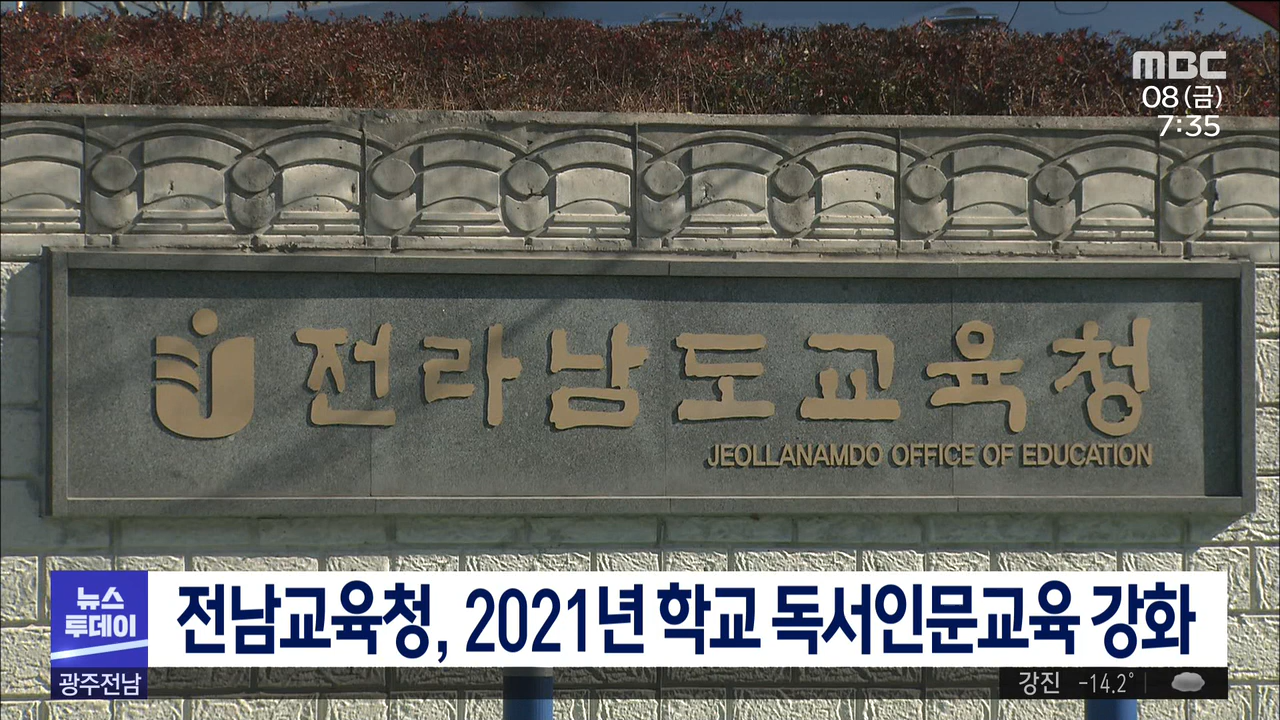 MBC
08(금)
7:35
전라남도교육청
JEOLLANAMDO OFFICE OF EDUCATION
뉴스
투데이
전남교육청, 2021년 학교 독서인문교육 강화
광주전남
강진 -14.2°